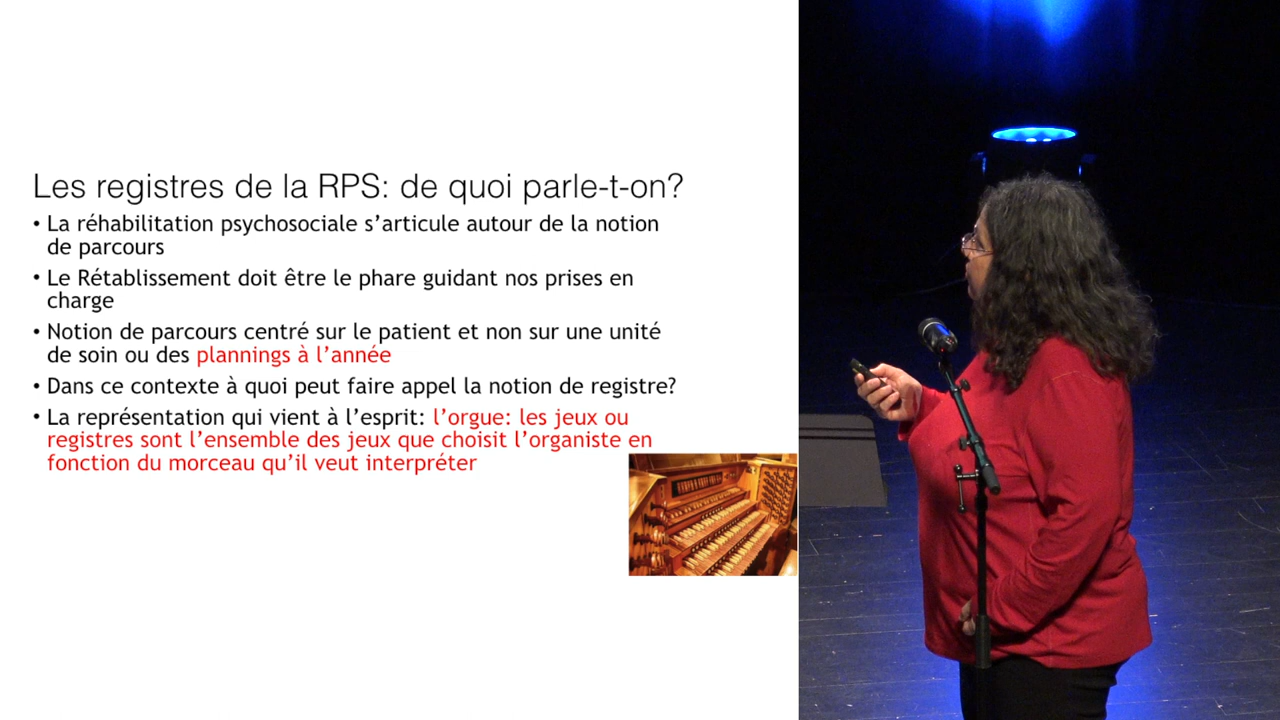 Les registres de la RPS: de quoi parle-t-on?
• La réhabilitation psychosociale s’articule autour de la notion
de parcours
• Le Rétablissement doit être le phare guidant nos prises en
charge
• Notion de parcours centré sur le patient et non sur une unité
de soin ou des plannings à l’année
• Dans ce contexte à quoi peut faire appel la notion de registre?
• La représentation qui vient à l’esprit: l’orgue: les jeux ou
registres sont l’ensemble des jeux que choisit l’organiste en
fonction du morceau qu’il veut interpréter